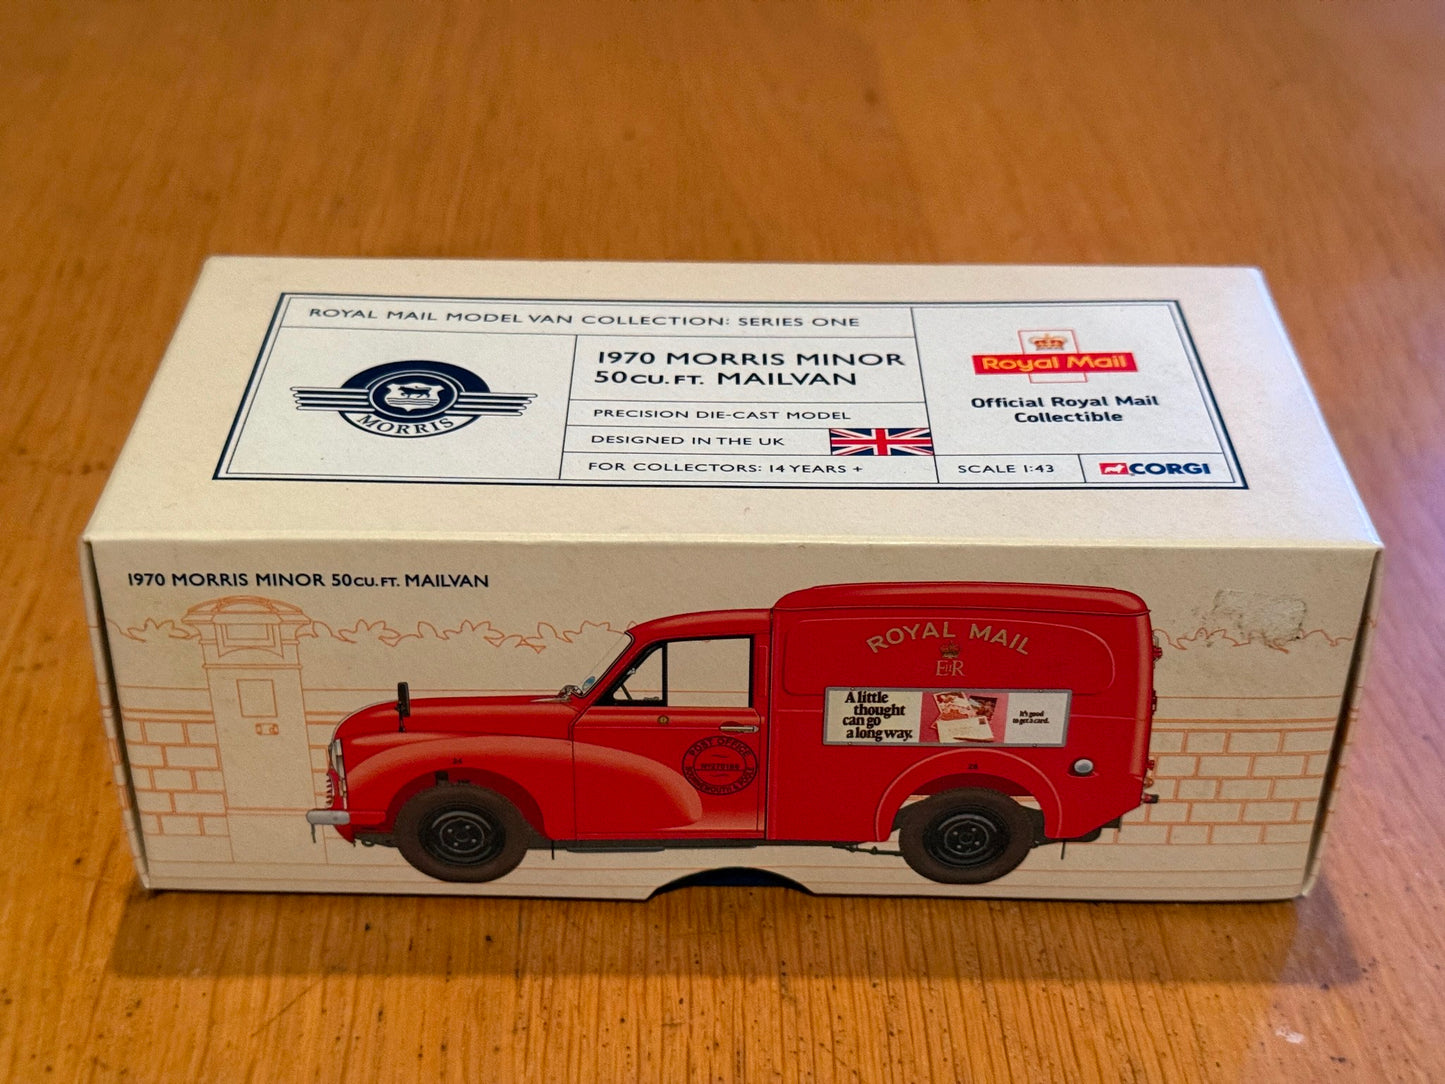 ROYAL MAIL MODEL VAN COLLECTION: SERIES ONE
MORRIS
1970 MORRIS MINOR
50CU.FT. MAILVAN
PRECISION DIE-CAST MODEL
DESIGNED IN THE UK
FOR COLLECTORS: 14 YEARS +
Royal Mail
Official Royal Mail
Collectible
SCALE 1:43
CORGI
1970 MORRIS MINOR 50CU.FT. MAILVAN
ROYAL MAIL
EIIR
A little
thought
can go
a long way.
It's good
to get a card.
POST OFFICE
BOURNEMOUTH & POOLE